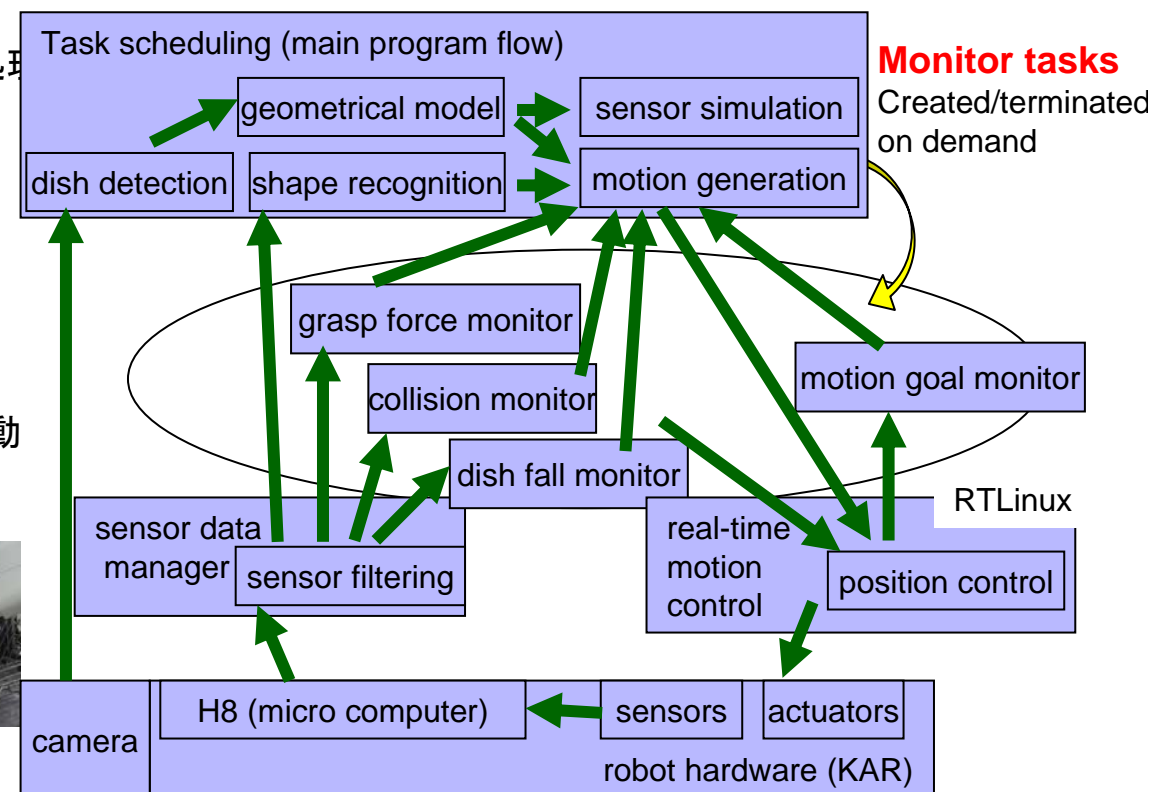 Task scheduling (main program flow)
Monitor tasks
Created/terminated
on demand
geometrical model
sensor simulation
dish detection
shape recognition
motion generation
grasp force monitor
collision monitor
motion goal monitor
動
dish fall monitor
RTLinux
sensor data
manager
sensor filtering
real-time
motion
control
position control
H8 (micro computer)
sensors
actuators
camera
robot hardware (KAR)